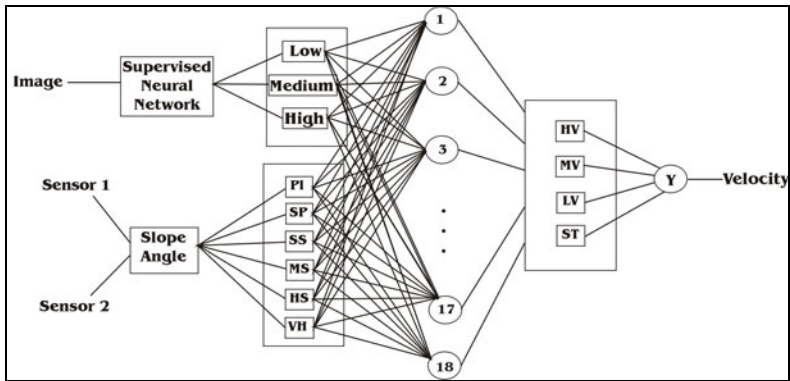 Image
Supervised
Neural
Network
Low
Medium
High
Sensor 1
Sensor 2
Slope
Angle
PI
SP
SS
MS
HS
VH
1
2
3
17
18
HV
MV
LV
ST
Y
Velocity